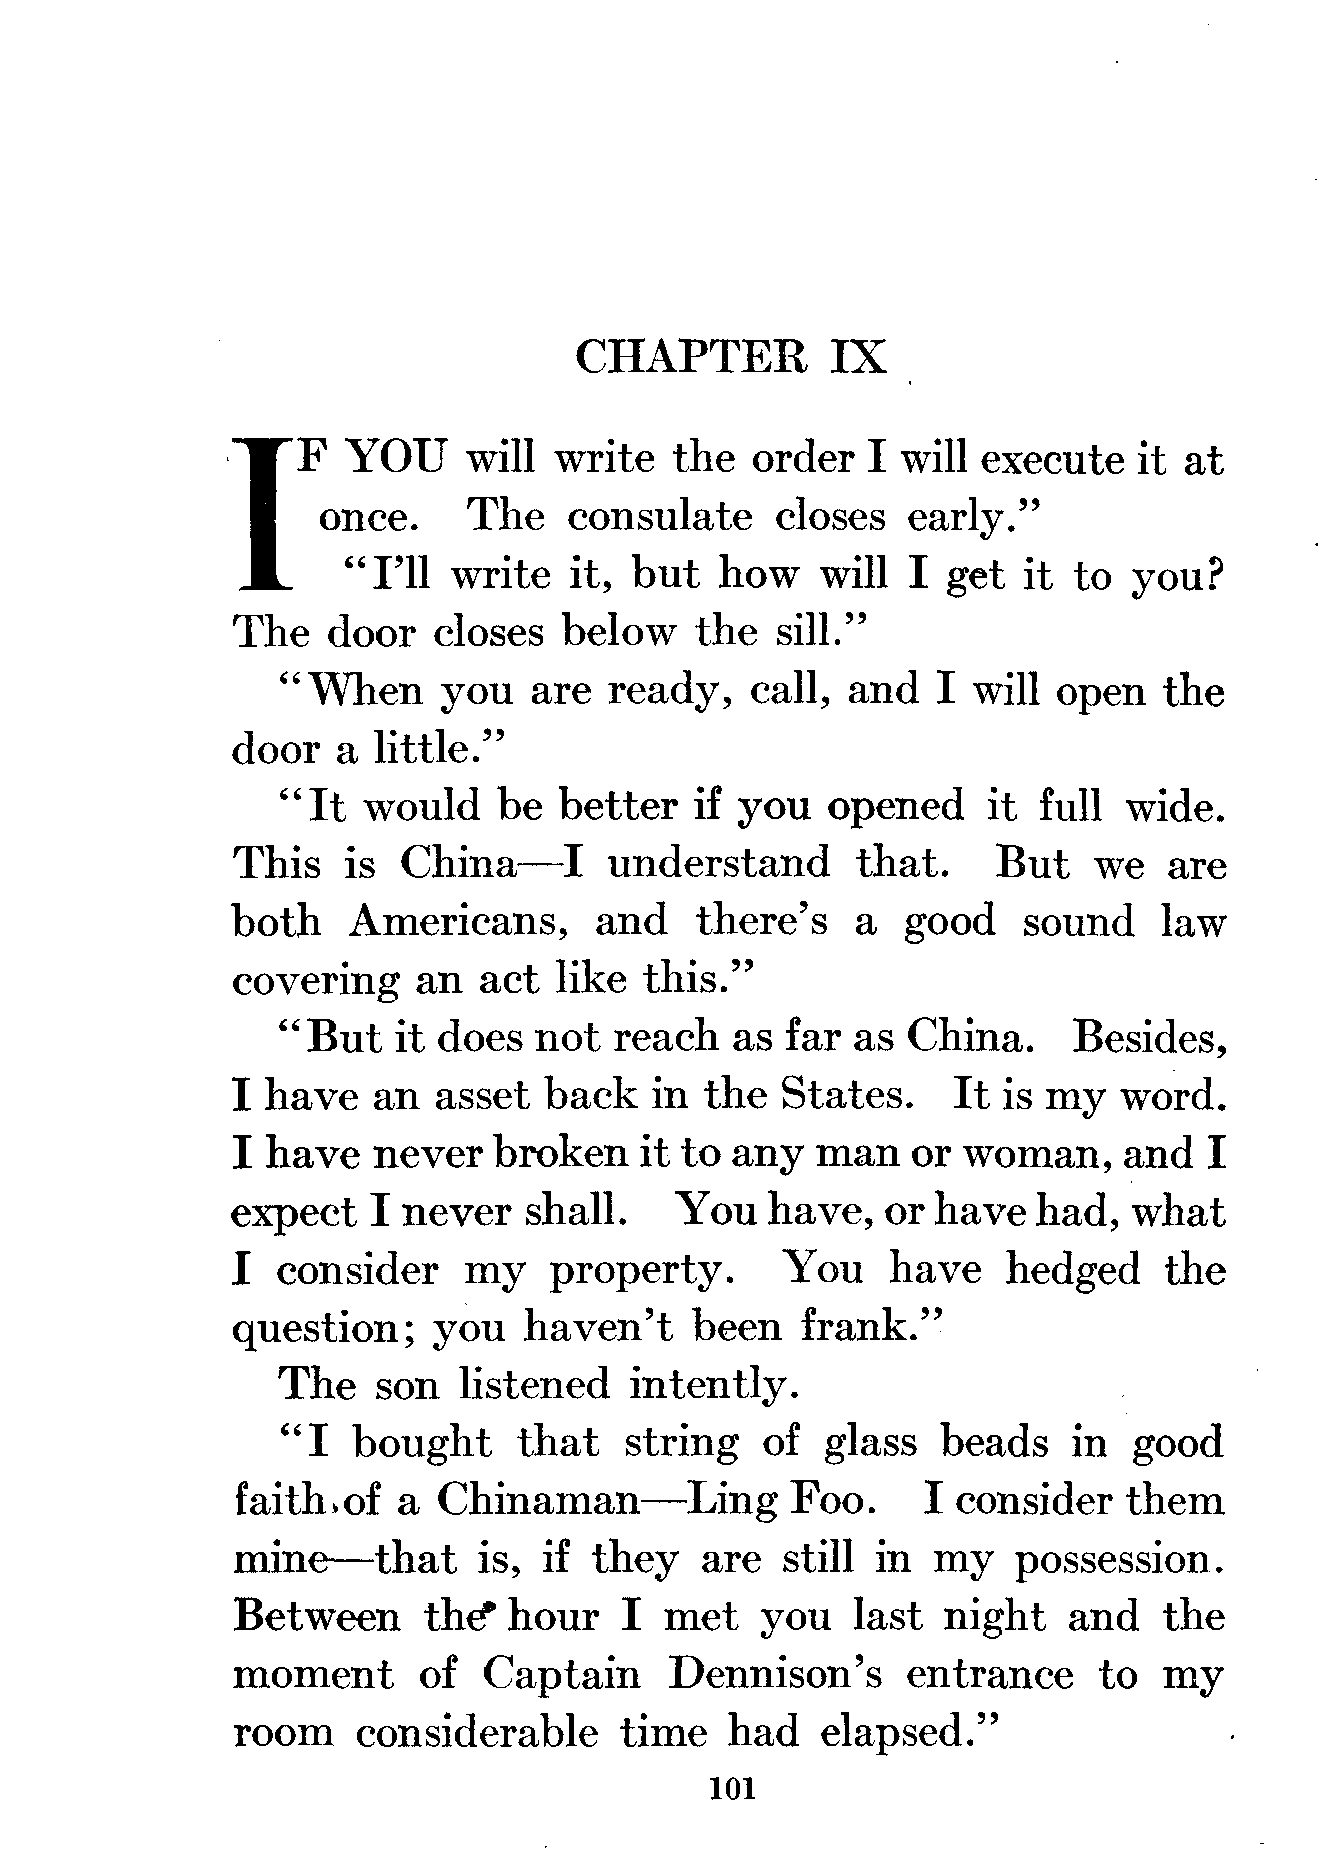 CHAPTER IX
IF YOU will write the order I will execute it at
once. The consulate closes early.”
“I’ll write it, but how will I get it to you?
The door closes below the sill.”
“When you are ready, call, and I will open the
door a little.”
“It would be better if you opened it full wide.
This is China—I understand that. But we are
both Americans, and there’s a good sound law
covering an act like this.”
“But it does not reach as far as China. Besides,
I have an asset back in the States. It is my word.
I have never broken it to any man or woman, and I
expect I never shall. You have, or have had, what
I consider my property. You have hedged the
question; you haven’t been frank.”
The son listened intently.
“I bought that string of glass beads in good
faith of a Chinaman—Ling Foo. I consider them
mine—that is, if they are still in my possession.
Between the hour I met you last night and the
moment of Captain Dennison’s entrance to my
room considerable time had elapsed.”
101